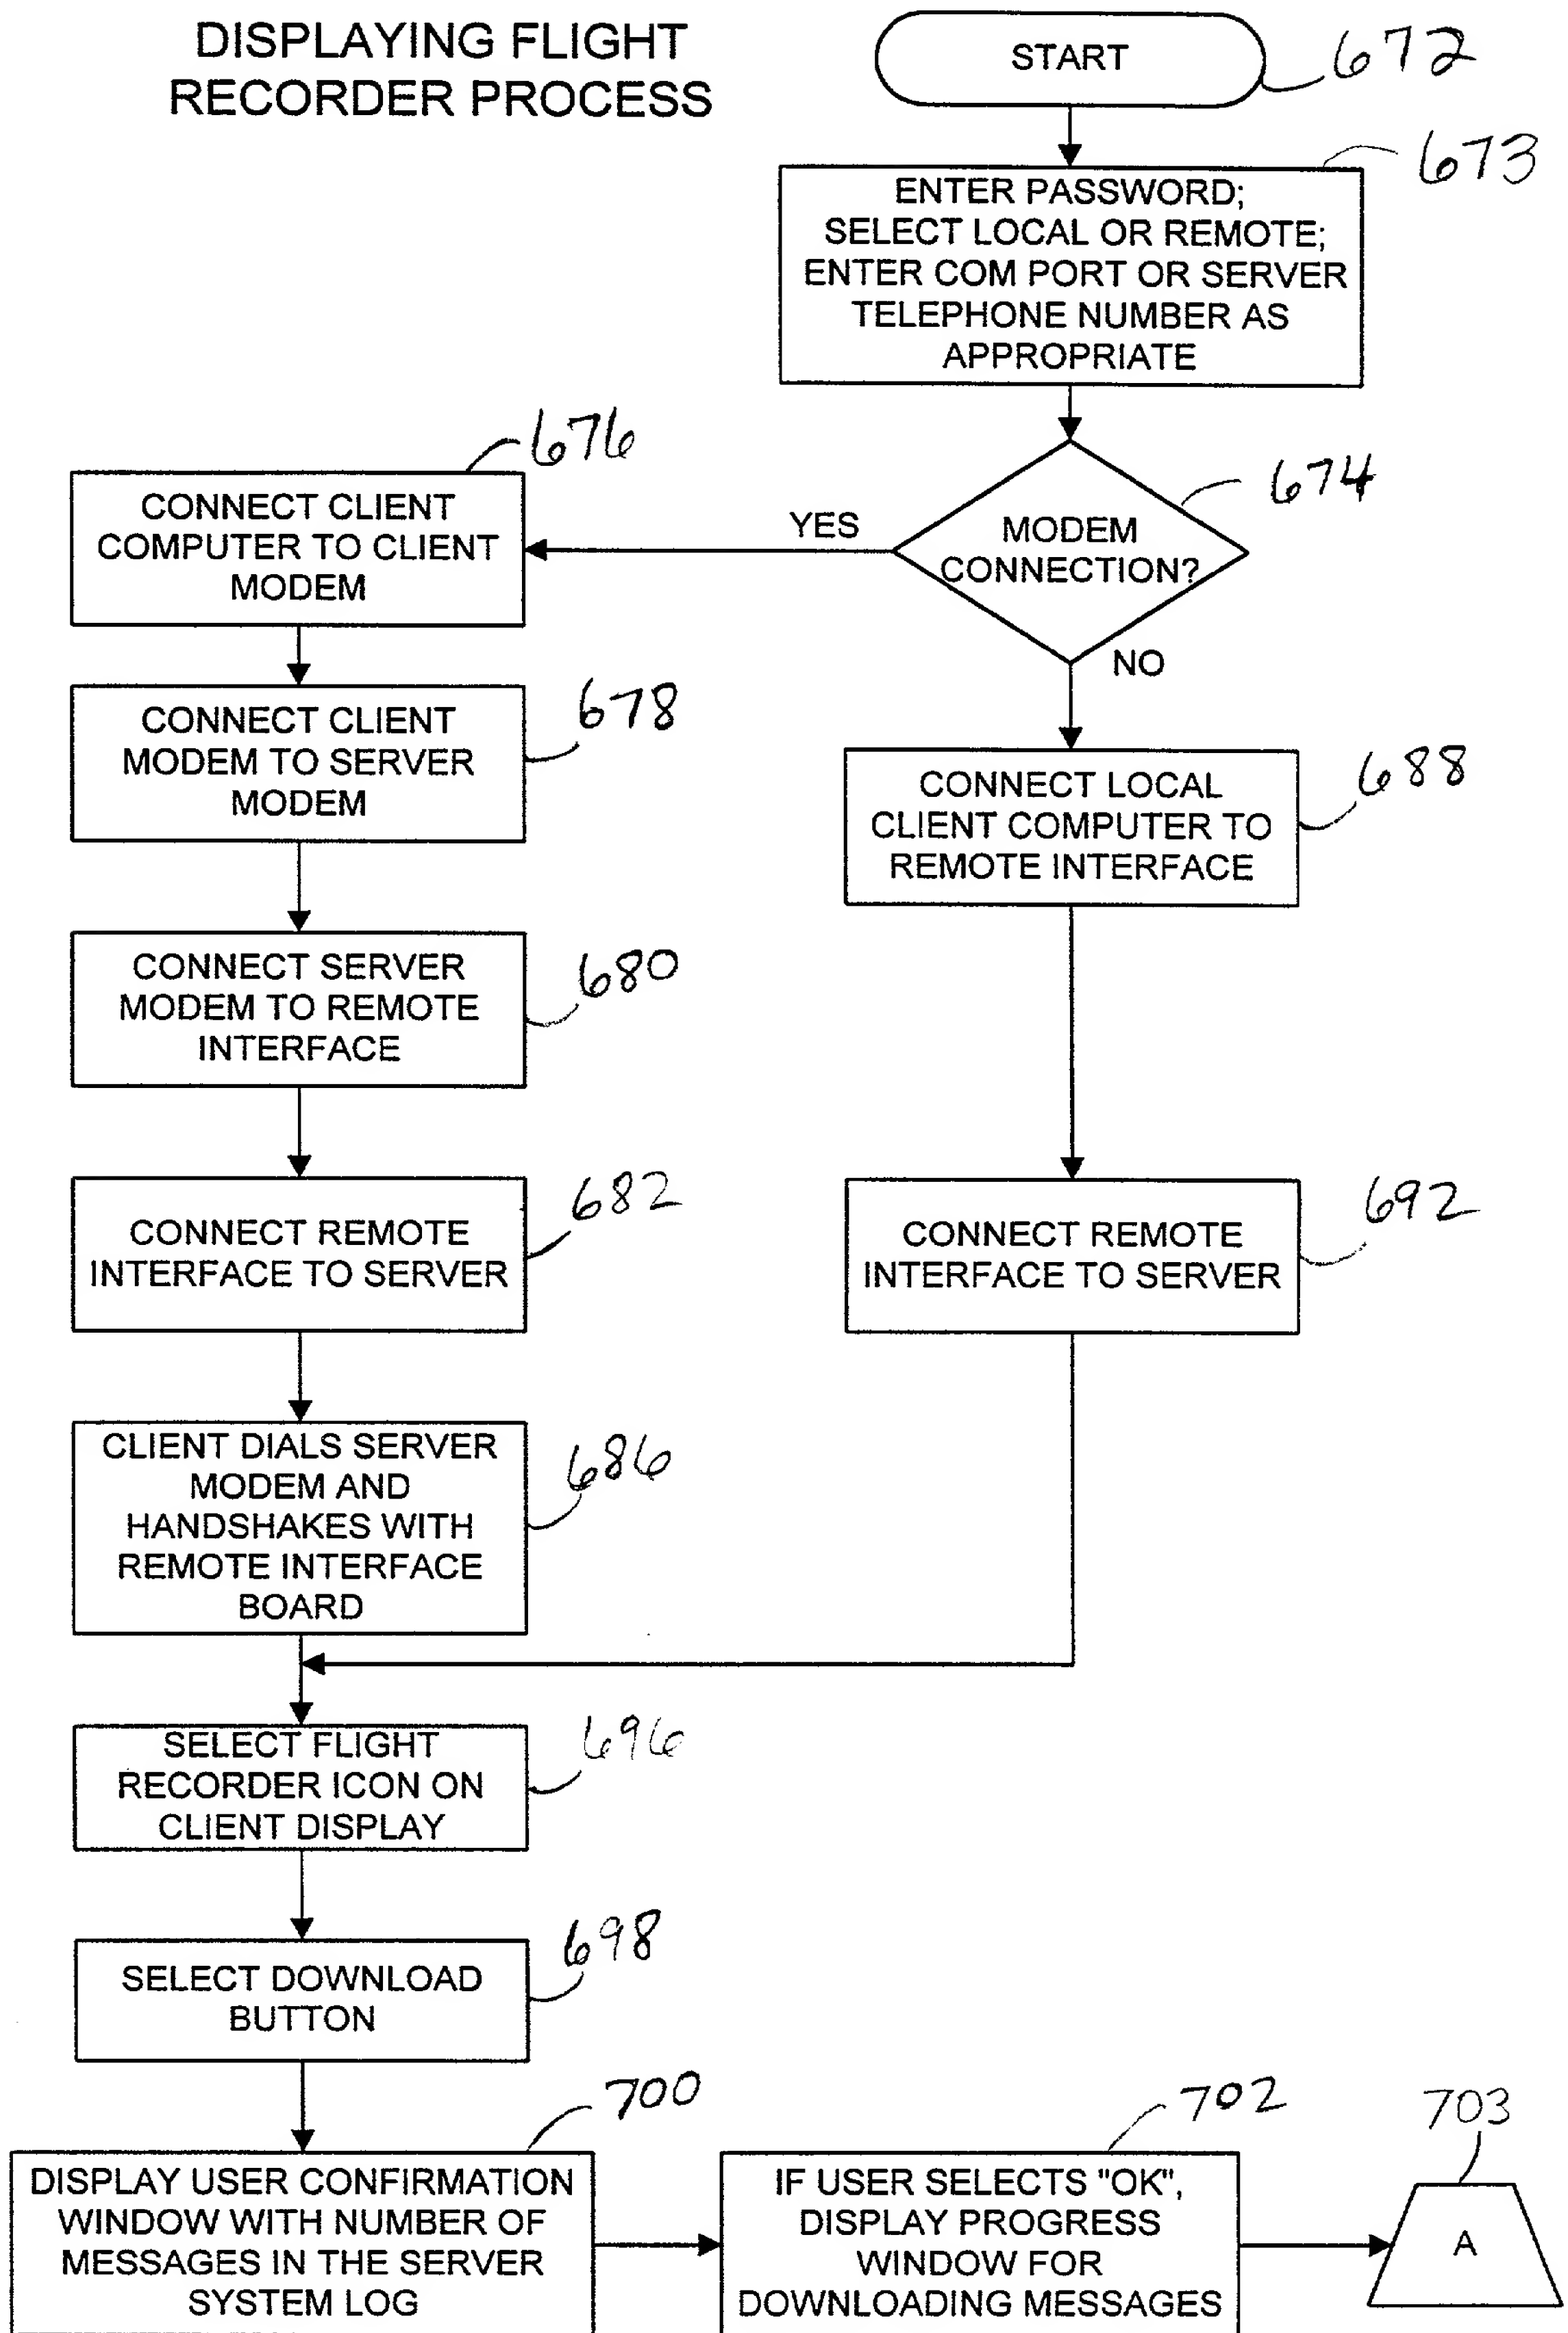 DISPLAYING FLIGHT
RECORDER PROCESS
START
672
673
ENTER PASSWORD;
SELECT LOCAL OR REMOTE;
ENTER COM PORT OR SERVER
TELEPHONE NUMBER AS
APPROPRIATE
674
MODEM
CONNECTION?
YES
NO
676
CONNECT CLIENT
COMPUTER TO CLIENT
MODEM
678
CONNECT CLIENT
MODEM TO SERVER
MODEM
680
CONNECT SERVER
MODEM TO REMOTE
INTERFACE
682
CONNECT REMOTE
INTERFACE TO SERVER
686
CLIENT DIALS SERVER
MODEM AND
HANDSHAKES WITH
REMOTE INTERFACE
BOARD
688
CONNECT LOCAL
CLIENT COMPUTER TO
REMOTE INTERFACE
692
CONNECT REMOTE
INTERFACE TO SERVER
696
SELECT FLIGHT
RECORDER ICON ON
CLIENT DISPLAY
698
SELECT DOWNLOAD
BUTTON
700
DISPLAY USER CONFIRMATION
WINDOW WITH NUMBER OF
MESSAGES IN THE SERVER
SYSTEM LOG
702
IF USER SELECTS "OK",
DISPLAY PROGRESS
WINDOW FOR
DOWNLOADING MESSAGES
703
A